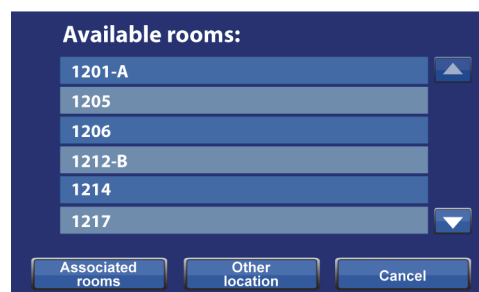 Available rooms:
1201-A
1205
1206
1212-B
1214
1217
Associated
rooms
Other
location
Cancel